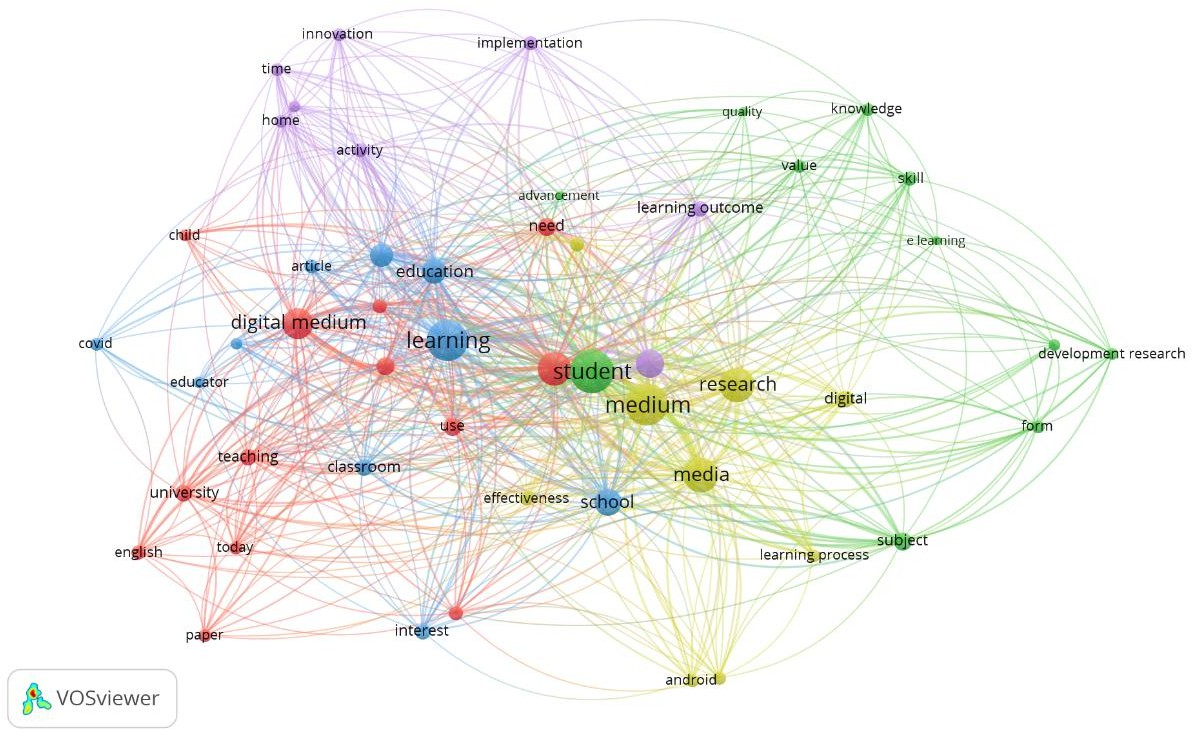 innovation
implementation
time
home
activity
quality
knowledge
value
skill
advancement
learning outcome
need
e learning
child
article
education
digital medium
learning
covid
educator
student
development research
medium
research
digital
use
form
teaching
classroom
media
university
effectiveness
school
english
today
subject
learning process
paper
interest
android
VOSviewer